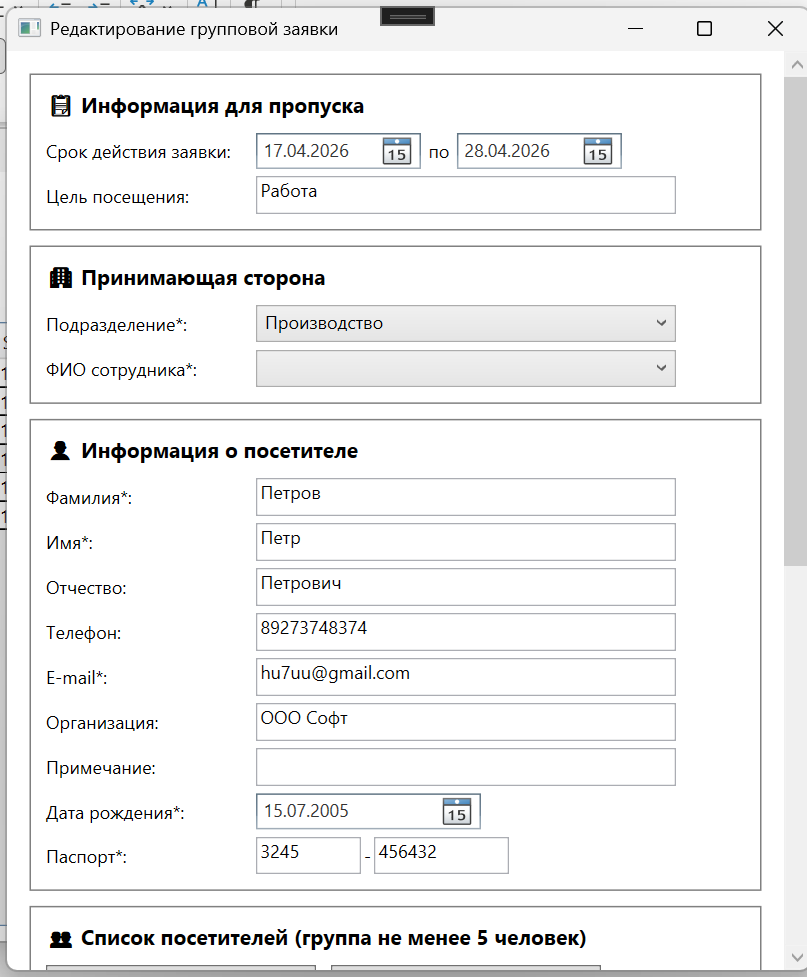 Редактирование групповой заявки
Информация для пропуска
Срок действия заявки: 17.04.2026 15 по 28.04.2026 15
Цель посещения: Работа
Принимающая сторона
Подразделение*: Производство
ФИО сотрудника*:
Информация о посетителе
Фамилия*: Петров
Имя*: Петр
Отчество: Петрович
Телефон: 89273748374
E-mail*: hu7uu@gmail.com
Организация: ООО Софт
Примечание:
Дата рождения*: 15.07.2005 15
Паспорт*: 3245 - 456432
Список посетителей (группа не менее 5 человек)